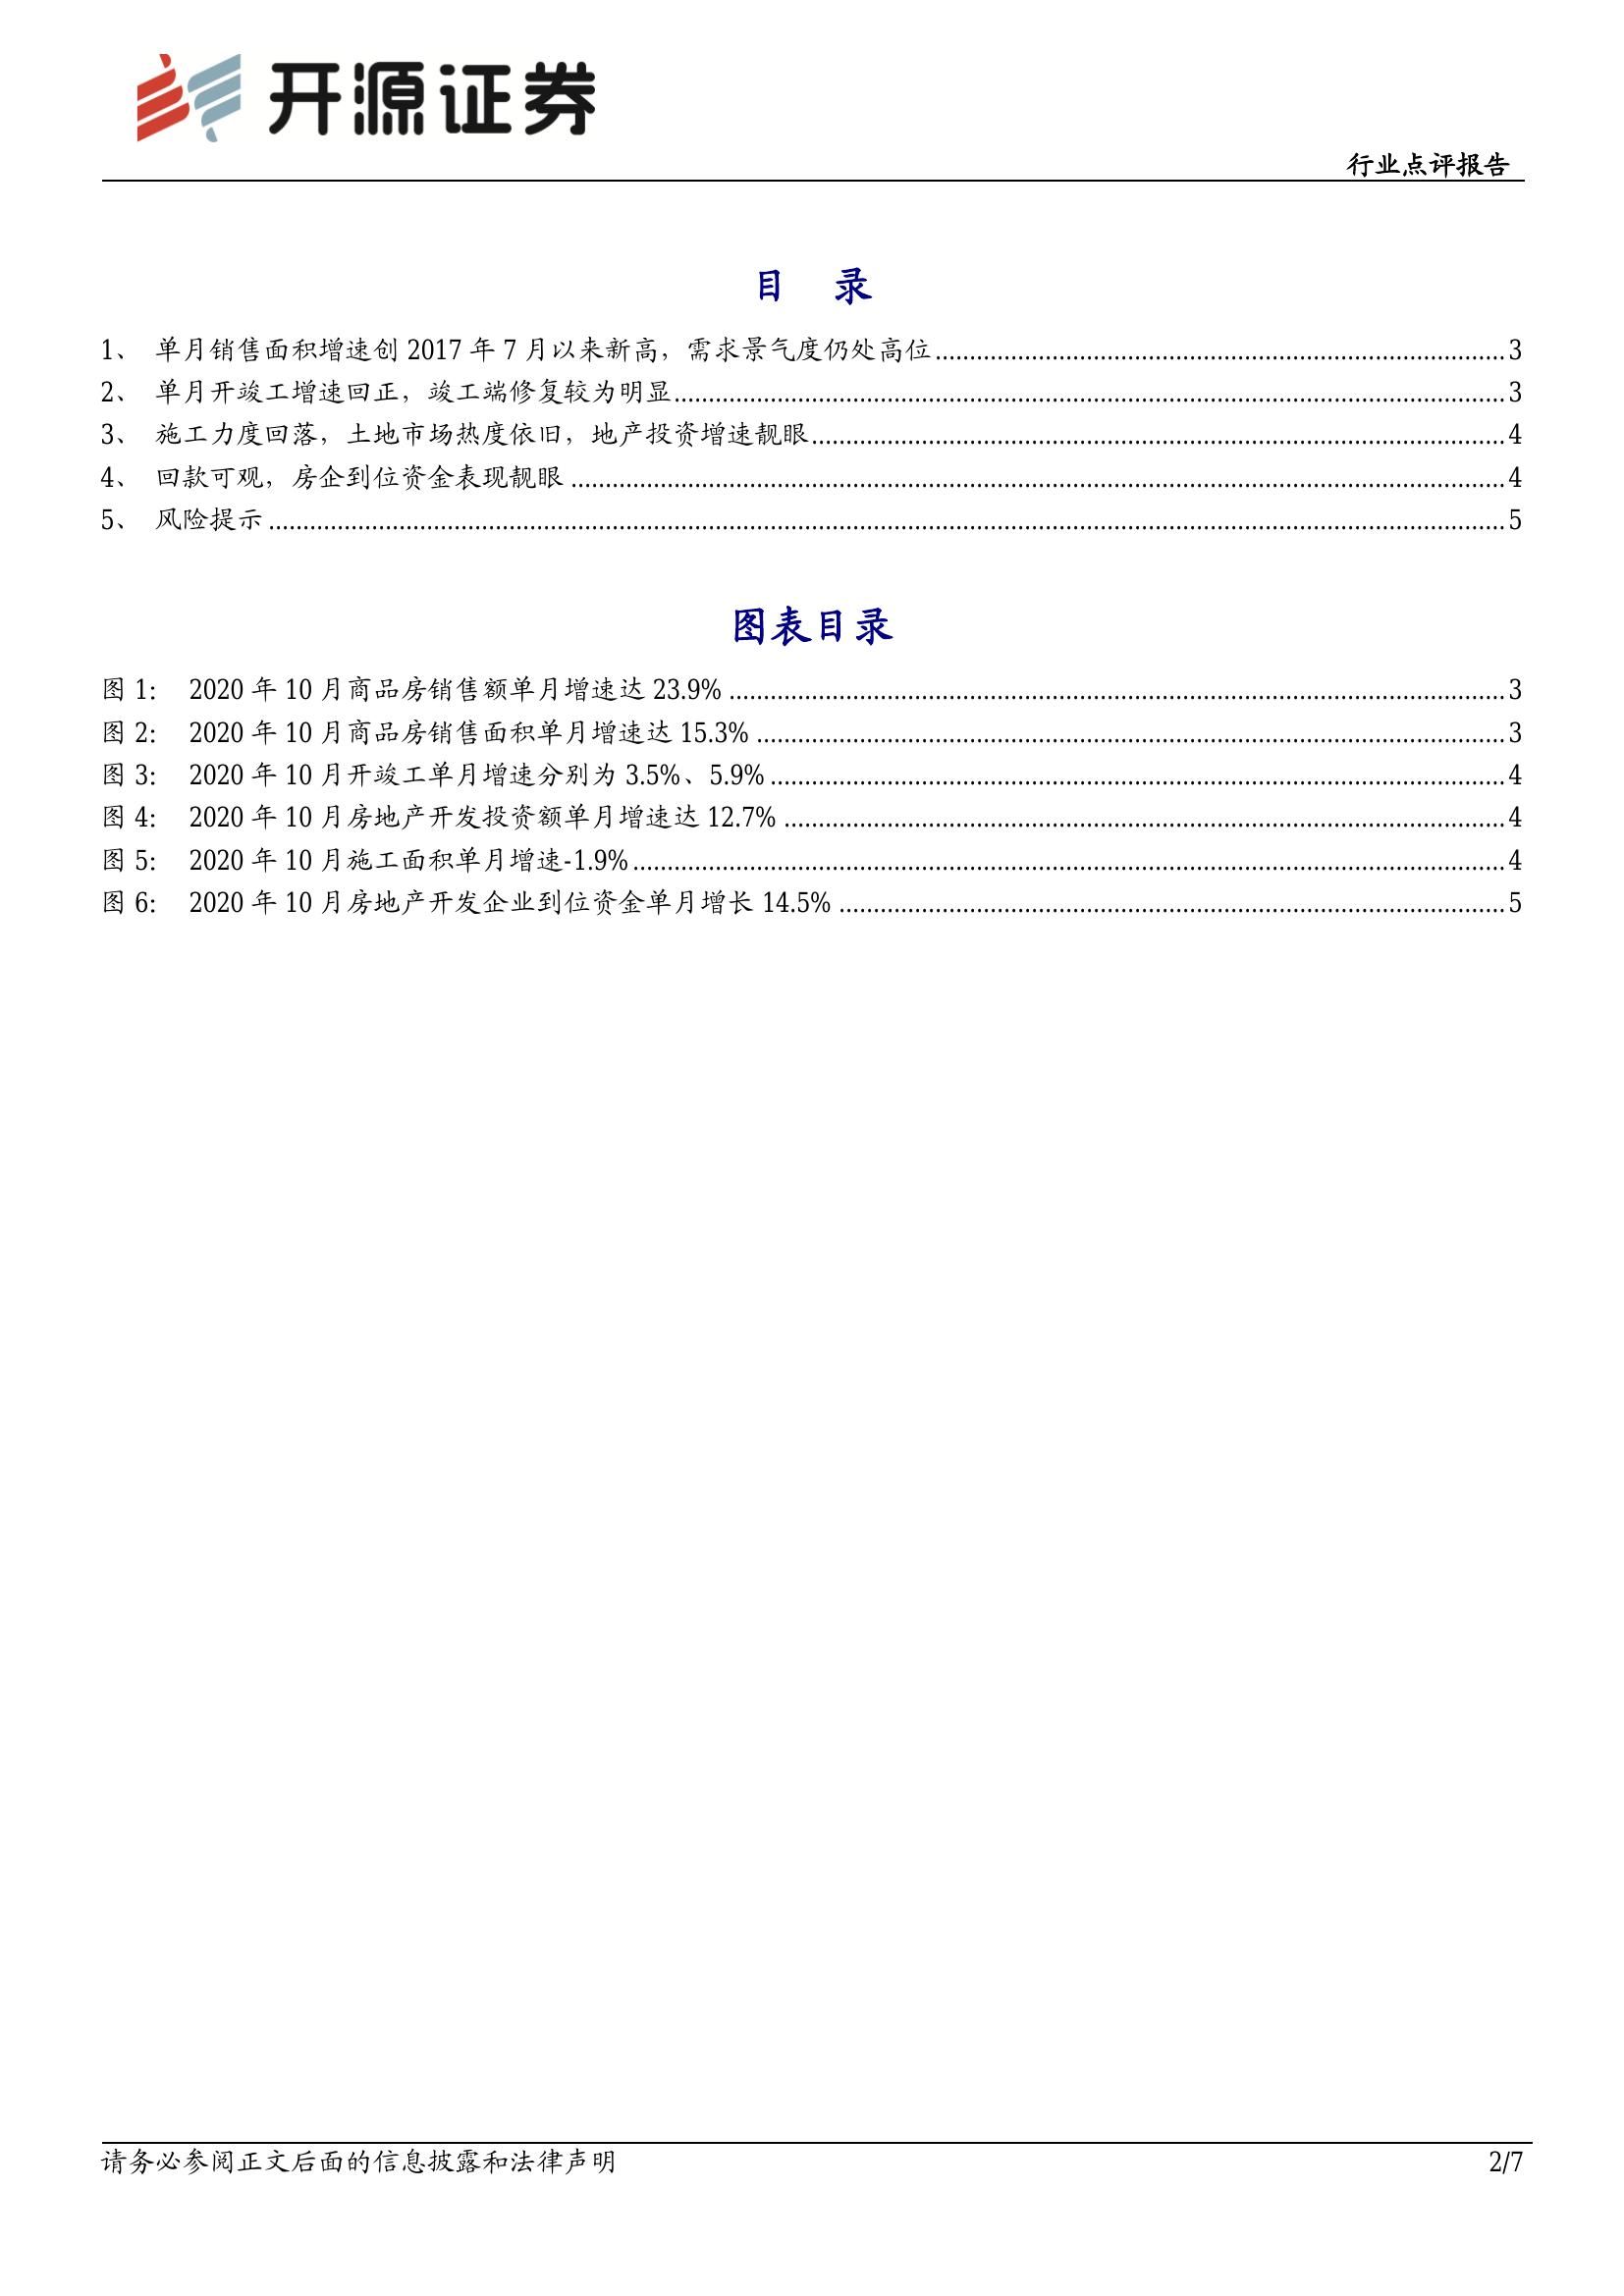 开源证券
行业点评报告
目 录
1、 单月销售面积增速创 2017 年 7 月以来新高，需求景气度仍处高位 3
2、 单月开竣工增速回正，竣工端修复较为明显 3
3、 施工力度回落，土地市场热度依旧，地产投资增速靓眼 4
4、 回款可观，房企到位资金表现靓眼 4
5、 风险提示 5
图表目录
图 1: 2020 年 10 月商品房销售额单月增速达 23.9% 3
图 2: 2020 年 10 月商品房销售面积单月增速达 15.3% 3
图 3: 2020 年 10 月开竣工单月增速分别为 3.5%、5.9% 4
图 4: 2020 年 10 月房地产开发投资额单月增速达 12.7% 4
图 5: 2020 年 10 月施工面积单月增速-1.9% 4
图 6: 2020 年 10 月房地产开发企业到位资金单月增长 14.5% 5
请务必参阅正文后面的信息披露和法律声明 2/7